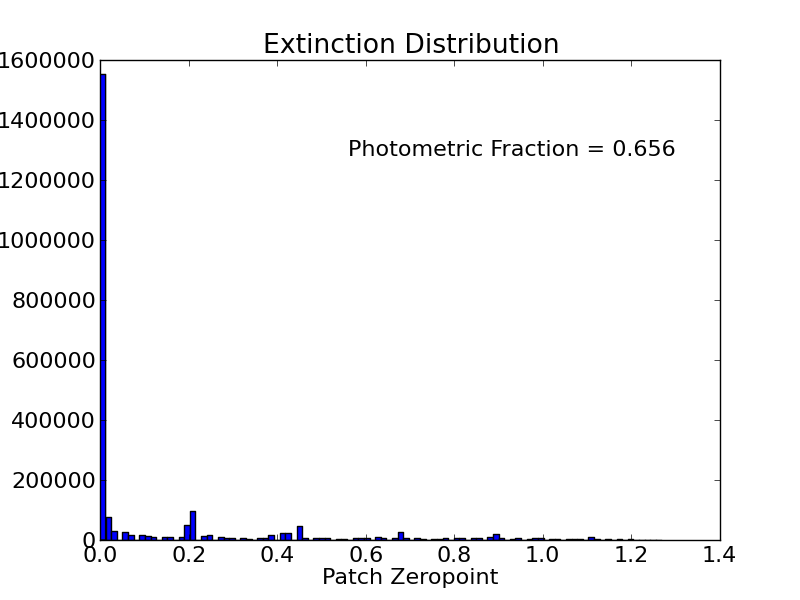 Extinction Distribution
1600000
1400000
Photometric Fraction = 0.656
1200000
1000000
800000
600000
400000
200000
0
0.0 0.2 0.4 0.6 0.8 1.0 1.2 1.4
Patch Zeropoint